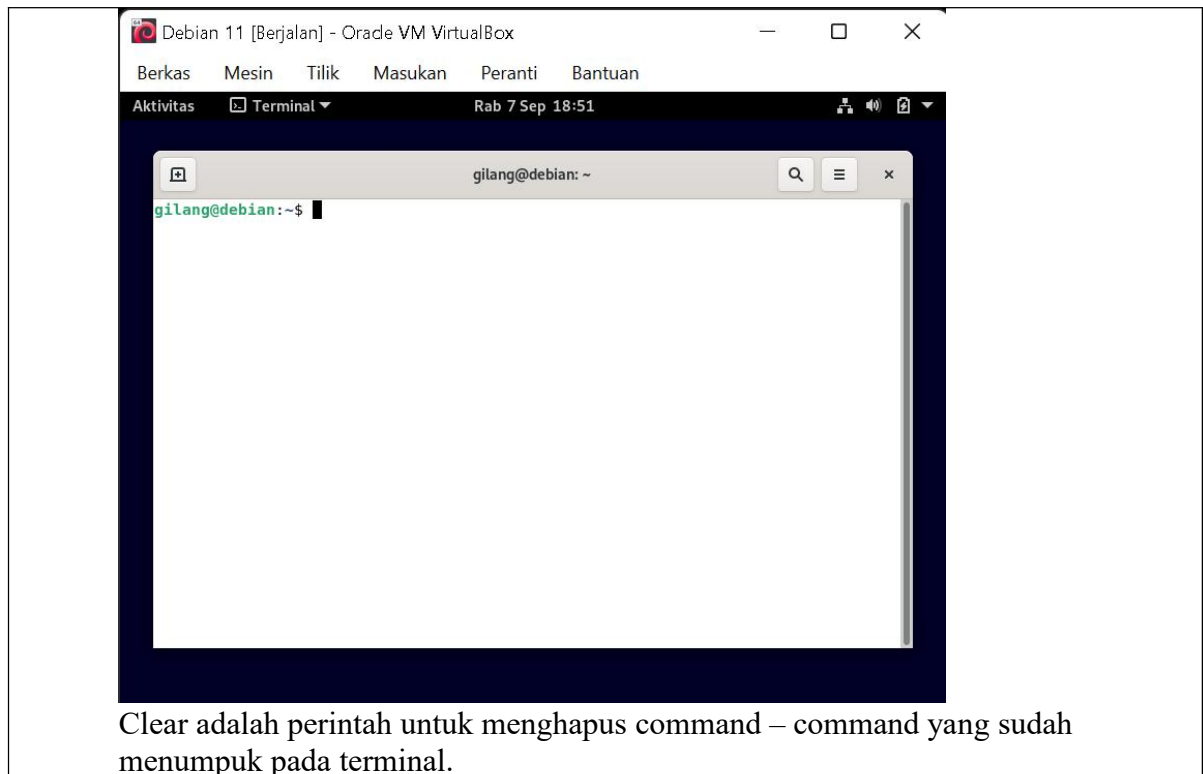 Debian 11 [Berjalan] - Oracle VM VirtualBox
Berkas Mesin Tilik Masukan Peranti Bantuan
Aktivitas Terminal Rab 7 Sep 18:51
gilang@debian: ~
gilang@debian:~$
Clear adalah perintah untuk menghapus command – command yang sudah
menumpuk pada terminal.